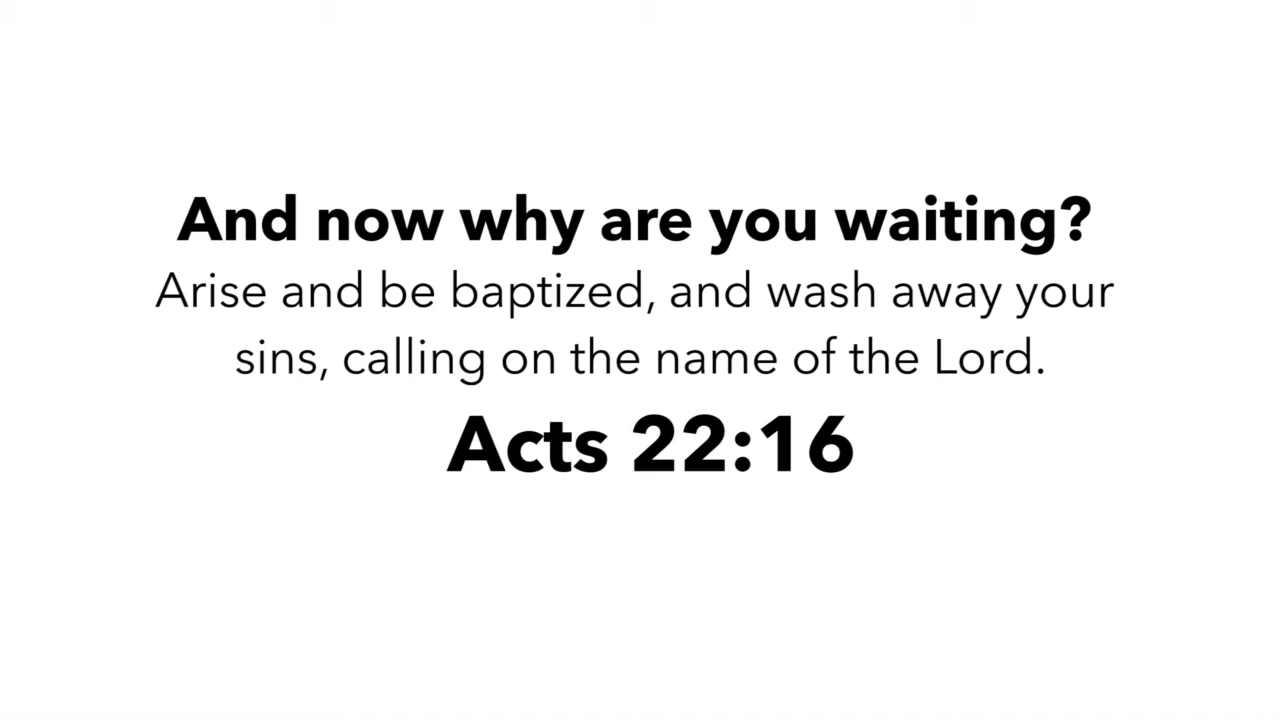 And now why are you waiting?
Arise and be baptized, and wash away your
sins, calling on the name of the Lord.
Acts 22:16